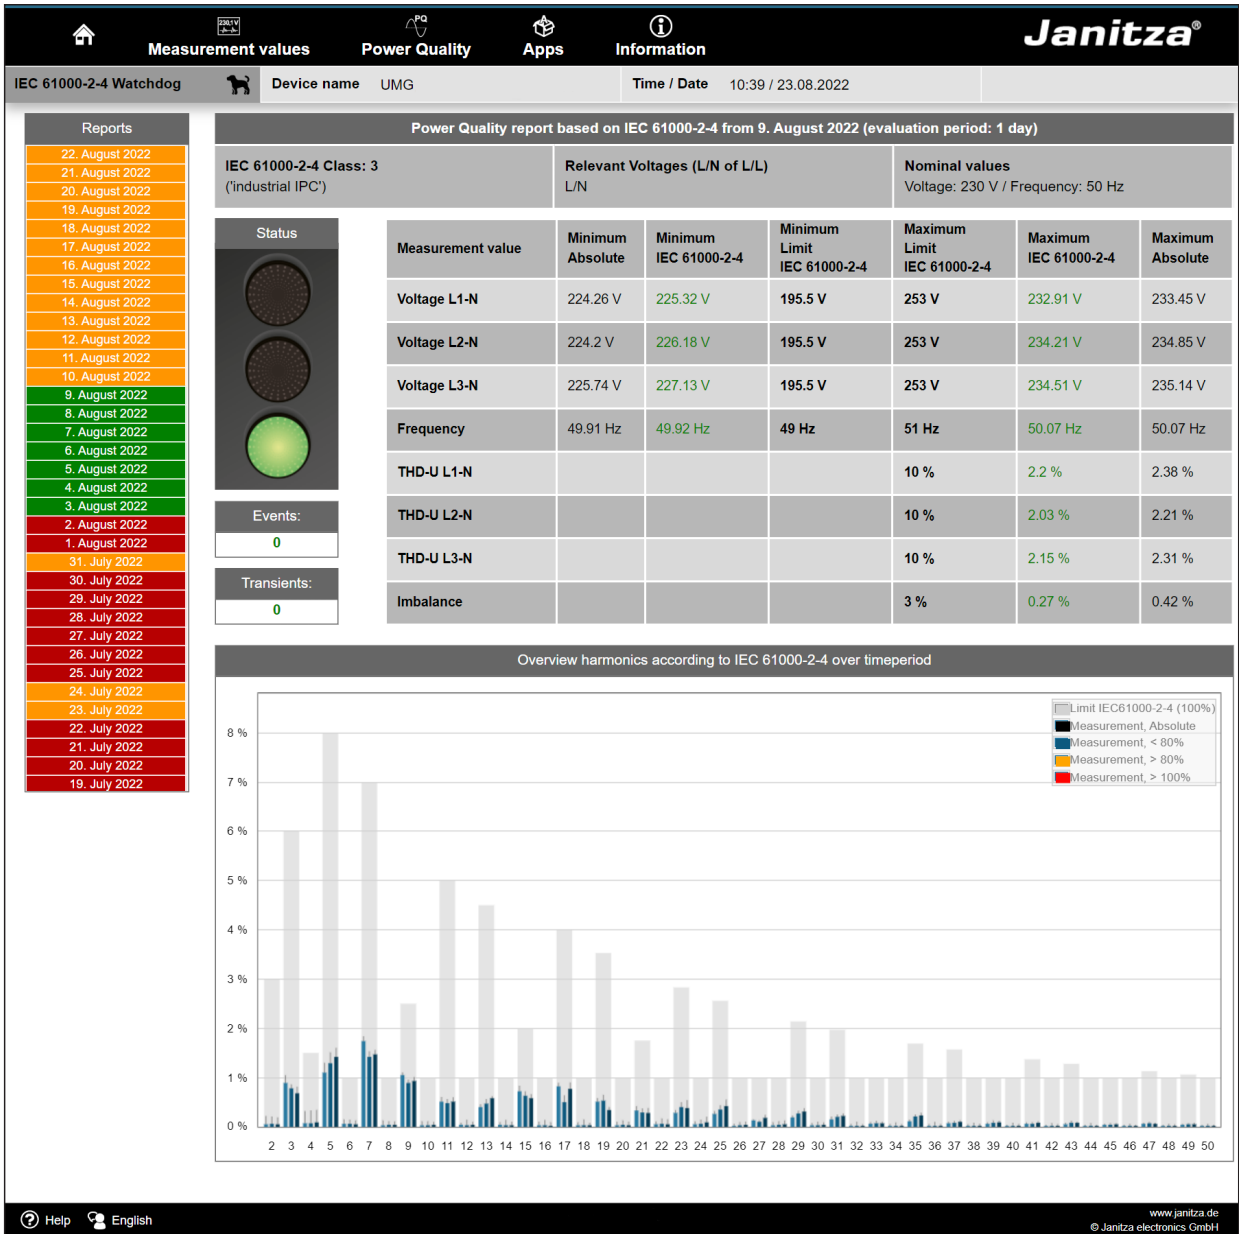 230,1 V
PQ
Measurement values
Power Quality
Apps
Information
Janitza®
IEC 61000-2-4 Watchdog
Device name
UMG
Time / Date
10:39 / 23.08.2022
Reports
22. August 2022
21. August 2022
20. August 2022
19. August 2022
18. August 2022
17. August 2022
16. August 2022
15. August 2022
14. August 2022
13. August 2022
12. August 2022
11. August 2022
10. August 2022
9. August 2022
8. August 2022
7. August 2022
6. August 2022
5. August 2022
4. August 2022
3. August 2022
2. August 2022
1. August 2022
31. July 2022
30. July 2022
29. July 2022
28. July 2022
27. July 2022
26. July 2022
25. July 2022
24. July 2022
23. July 2022
22. July 2022
21. July 2022
20. July 2022
19. July 2022
Power Quality report based on IEC 61000-2-4 from 9. August 2022 (evaluation period: 1 day)
IEC 61000-2-4 Class: 3
('industrial IPC')
Relevant Voltages (L/N of L/L)
L/N
Nominal values
Voltage: 230 V / Frequency: 50 Hz
Status
Events:
0
Transients:
0
Measurement value
Minimum
Absolute
Minimum
IEC 61000-2-4
Minimum
Limit
IEC 61000-2-4
Maximum
Limit
IEC 61000-2-4
Maximum
IEC 61000-2-4
Maximum
Absolute
Voltage L1-N 224.26 V 225.32 V 195.5 V 253 V 232.91 V 233.45 V
Voltage L2-N 224.2 V 226.18 V 195.5 V 253 V 234.21 V 234.85 V
Voltage L3-N 225.74 V 227.13 V 195.5 V 253 V 234.51 V 235.14 V
Frequency 49.91 Hz 49.92 Hz 49 Hz 51 Hz 50.07 Hz 50.07 Hz
THD-U L1-N 10 % 2.2 % 2.38 %
THD-U L2-N 10 % 2.03 % 2.21 %
THD-U L3-N 10 % 2.15 % 2.31 %
Imbalance 3 % 0.27 % 0.42 %
Overview harmonics according to IEC 61000-2-4 over timeperiod
Limit IEC61000-2-4 (100%)
Measurement, Absolute
Measurement, < 80%
Measurement, > 80%
Measurement, > 100%
8 %
7 %
6 %
5 %
4 %
3 %
2 %
1 %
0 %
2 3 4 5 6 7 8 9 10 11 12 13 14 15 16 17 18 19 20 21 22 23 24 25 26 27 28 29 30 31 32 33 34 35 36 37 38 39 40 41 42 43 44 45 46 47 48 49 50
Help
English
www.janitza.de
© Janitza electronics GmbH